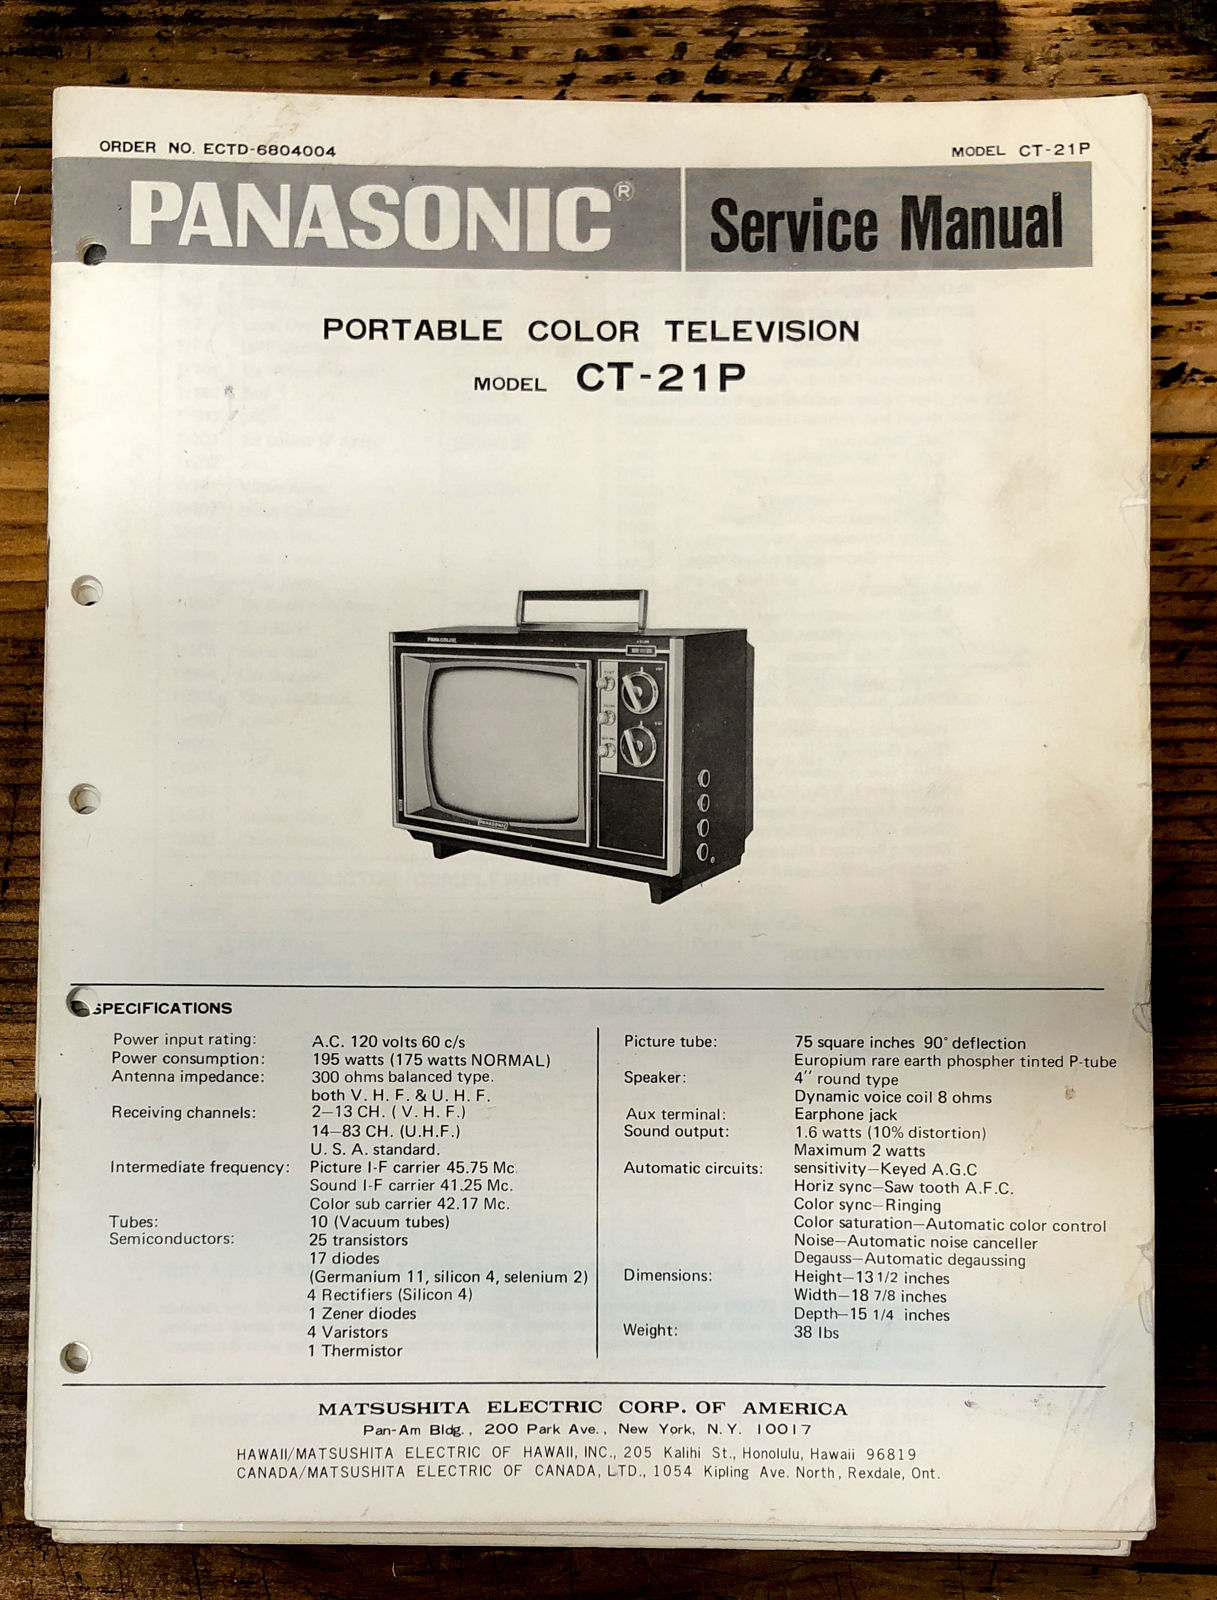 ORDER NO. ECTD-6804004
MODEL CT-21P
PANASONIC®
Service Manual
PORTABLE COLOR TELEVISION
MODEL CT-21P
PANACOLOR
PANASONIC
SPECIFICATIONS
Power input rating: A.C. 120 volts 60 c/s
Power consumption: 195 watts (175 watts NORMAL)
Antenna impedance: 300 ohms balanced type.
both V. H. F. & U. H. F.
Receiving channels: 2—13 CH. ( V. H. F.)
14—83 CH. (U.H.F.)
U. S. A. standard.
Intermediate frequency: Picture I-F carrier 45.75 Mc.
Sound I-F carrier 41.25 Mc.
Color sub carrier 42.17 Mc.
Tubes: 10 (Vacuum tubes)
Semiconductors: 25 transistors
17 diodes
(Germanium 11, silicon 4, selenium 2)
4 Rectifiers (Silicon 4)
1 Zener diodes
4 Varistors
1 Thermistor
Picture tube: 75 square inches 90° deflection
Europium rare earth phospher tinted P-tube
Speaker: 4″ round type
Dynamic voice coil 8 ohms
Aux terminal: Earphone jack
Sound output: 1.6 watts (10% distortion)
Maximum 2 watts
Automatic circuits: sensitivity—Keyed A.G.C
Horiz sync—Saw tooth A.F.C.
Color sync—Ringing
Color saturation—Automatic color control
Noise—Automatic noise canceller
Degauss—Automatic degaussing
Dimensions: Height—13 1/2 inches
Width—18 7/8 inches
Depth—15 1/4 inches
Weight: 38 lbs
MATSUSHITA ELECTRIC CORP. OF AMERICA
Pan-Am Bldg., 200 Park Ave., New York, N. Y. 10017
HAWAII/MATSUSHITA ELECTRIC OF HAWAII, INC., 205 Kalihi St., Honolulu, Hawaii 96819
CANADA/MATSUSHITA ELECTRIC OF CANADA, LTD., 1054 Kipling Ave. North, Rexdale, Ont.